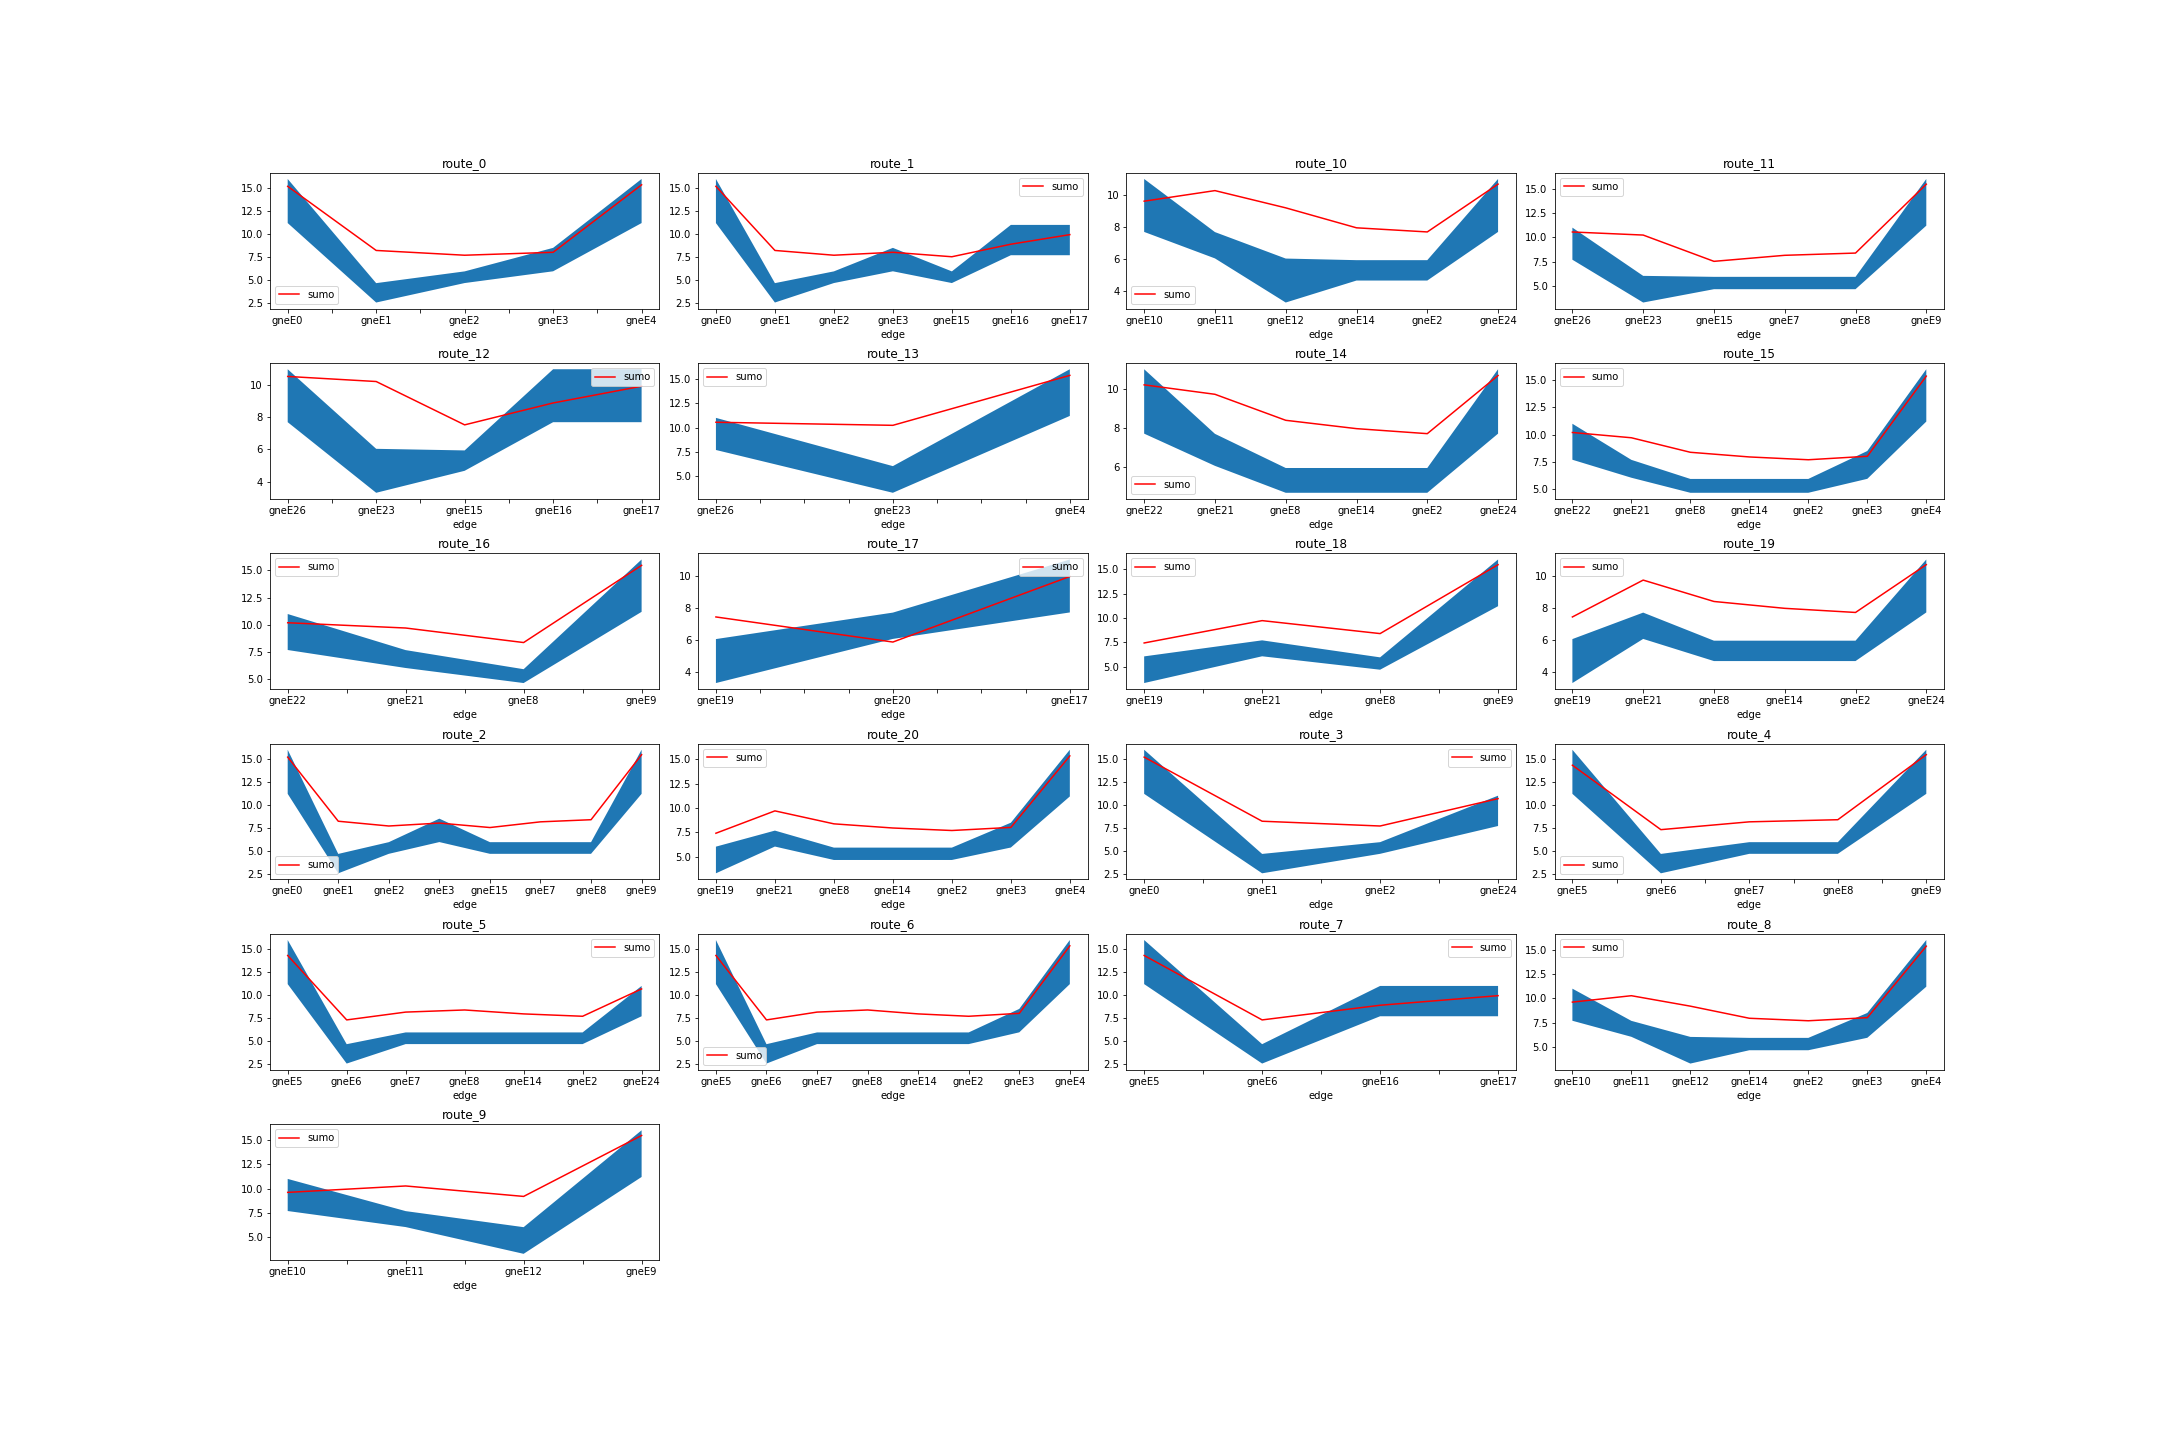 route_0
15.0
12.5
10.0
7.5
5.0
2.5
sumo
gneE0 gneE1 gneE2 gneE3 gneE4
edge
route_1
15.0
12.5
10.0
7.5
5.0
2.5
sumo
gneE0 gneE1 gneE2 gneE3 gneE15 gneE16 gneE17
edge
route_10
10
8
6
4
sumo
gneE10 gneE11 gneE12 gneE14 gneE2 gneE24
edge
route_11
15.0
12.5
10.0
7.5
5.0
sumo
gneE26 gneE23 gneE15 gneE7 gneE8 gneE9
edge
route_12
10
8
6
4
sumo
gneE26 gneE23 gneE15 gneE16 gneE17
edge
route_13
15.0
12.5
10.0
7.5
5.0
sumo
gneE26 gneE23 gneE4
edge
route_14
10
8
6
sumo
gneE22 gneE21 gneE8 gneE14 gneE2 gneE24
edge
route_15
15.0
12.5
10.0
7.5
5.0
sumo
gneE22 gneE21 gneE8 gneE14 gneE2 gneE3 gneE4
edge
route_16
15.0
12.5
10.0
7.5
5.0
sumo
gneE22 gneE21 gneE8 gneE9
edge
route_17
10
8
6
4
sumo
gneE19 gneE20 gneE17
edge
route_18
15.0
12.5
10.0
7.5
5.0
sumo
gneE19 gneE21 gneE8 gneE9
edge
route_19
10
8
6
4
sumo
gneE19 gneE21 gneE8 gneE14 gneE2 gneE24
edge
route_2
15.0
12.5
10.0
7.5
5.0
2.5
sumo
gneE0 gneE1 gneE2 gneE3 gneE15 gneE7 gneE8 gneE9
edge
route_20
15.0
12.5
10.0
7.5
5.0
sumo
gneE19 gneE21 gneE8 gneE14 gneE2 gneE3 gneE4
edge
route_3
15.0
12.5
10.0
7.5
5.0
2.5
sumo
gneE0 gneE1 gneE2 gneE24
edge
route_4
15.0
12.5
10.0
7.5
5.0
2.5
sumo
gneE5 gneE6 gneE7 gneE8 gneE9
edge
route_5
15.0
12.5
10.0
7.5
5.0
2.5
sumo
gneE5 gneE6 gneE7 gneE8 gneE14 gneE2 gneE24
edge
route_6
15.0
12.5
10.0
7.5
5.0
2.5
sumo
gneE5 gneE6 gneE7 gneE8 gneE14 gneE2 gneE3 gneE4
edge
route_7
15.0
12.5
10.0
7.5
5.0
2.5
sumo
gneE5 gneE6 gneE16 gneE17
edge
route_8
15.0
12.5
10.0
7.5
5.0
sumo
gneE10 gneE11 gneE12 gneE14 gneE2 gneE3 gneE4
edge
route_9
15.0
12.5
10.0
7.5
5.0
sumo
gneE10 gneE11 gneE12 gneE9
edge